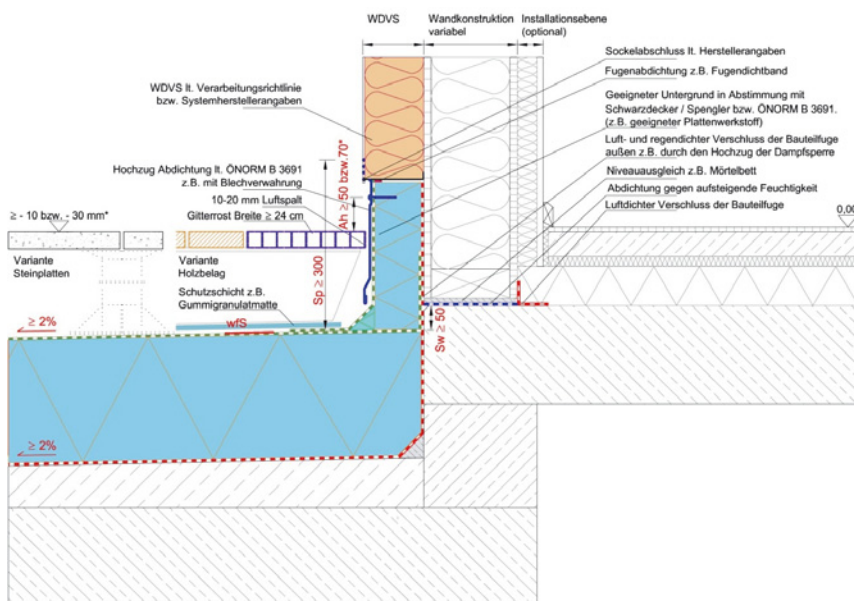 WDVS
Wandkonstruktion
variabel
Installationsebene
(optional)
Sockelabschluss lt. Herstellerangaben
Fugenabdichtung z.B. Fugendichtband
Geeigneter Untergrund in Abstimmung mit
Schwarzdecker / Spengler bzw. ÖNORM B 3691.
(z.B. geeigneter Plattenwerkstoff)
Luft- und regendichter Verschluss der Bauteilfuge
außen z.B. durch den Hochzug der Dampfsperre
Niveauausgleich z.B. Mörtelbett
Abdichtung gegen aufsteigende Feuchtigkeit
Luftdichter Verschluss der Bauteilfuge
WDVS lt. Verarbeitungsrichtlinie
bzw. Systemherstellerangaben
Hochzug Abdichtung lt. ÖNORM B 3691
z.B. mit Blechverwahrung
10-20 mm Luftspalt
Gitterrost Breite ≥ 24 cm
≥ - 10 bzw. - 30 mm*
Variante
Steinplatten
Variante
Holzbelag
Schutzschicht z.B.
Gummigranulatmatte
wfS
Sp ≥ 300
Ah ≥ 50 bzw.70*
Sw ≥ 50
0,00
≥ 2%
≥ 2%